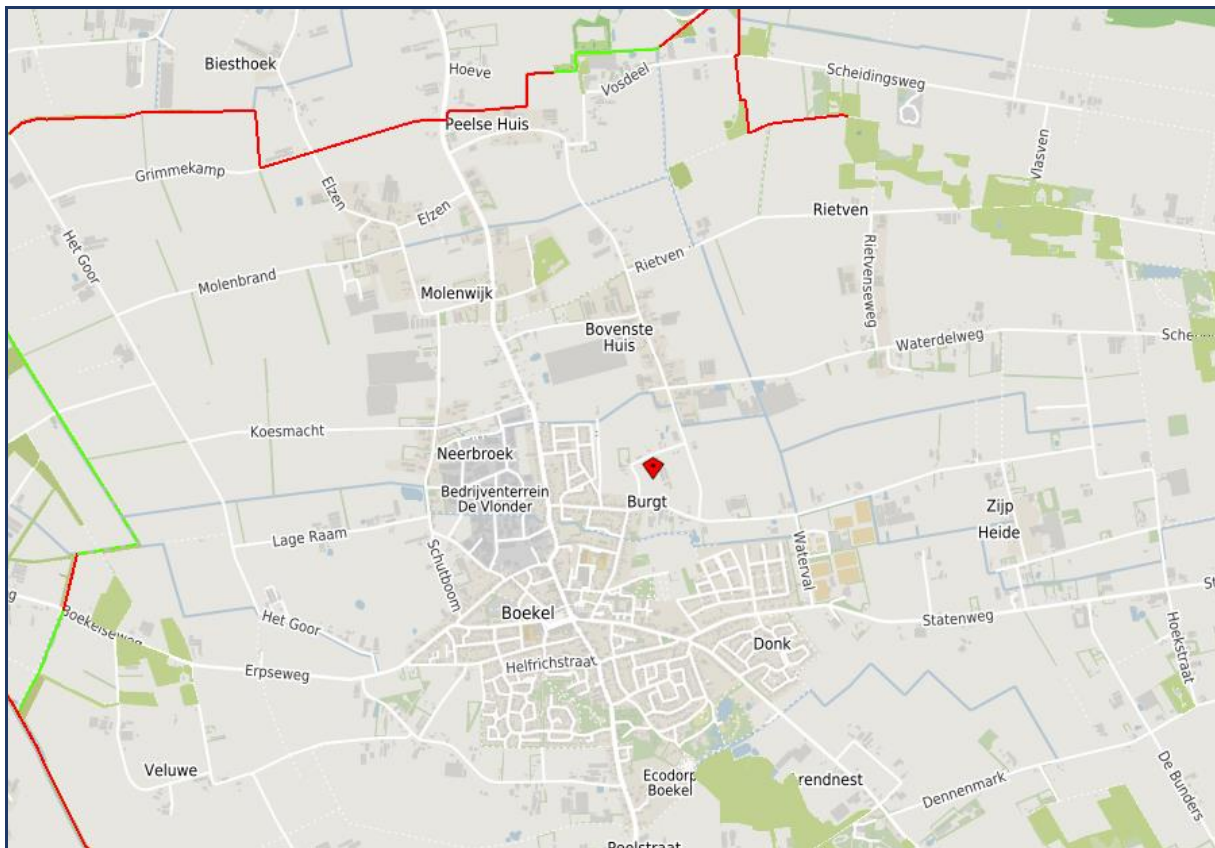 Biesthoek
Hoeve
Vosdeel
Scheidingsweg
Peelse Huis
Vlasven
Grimmekamp
Elzen
Elzen
Rietven
Het Goor
Rietven
Molenbrand
Molenwijk
Rietvenseweg
Bovenste
Huis
Waterdelweg
Koesmacht
Neerbroek
Bedrijventerrein
De Vlonder
Burgt
Zijp
Heide
Lage Raam
Schutboom
Waterval
Boekelseweg
Het Goor
Boekel
Statenweg
Donk
Hoekstraat
Erpseweg
Helfrichstraat
Veluwe
Ecodorp
Boekel
Dennenmark
De Bunders